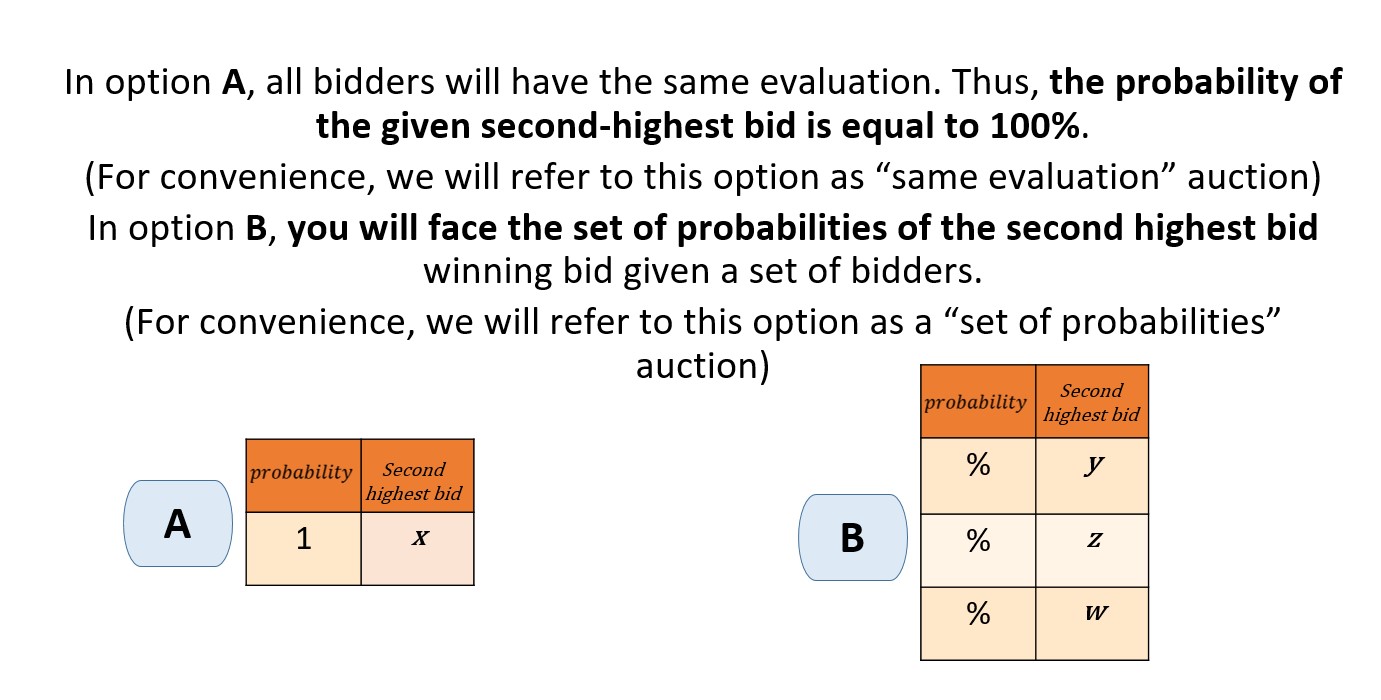 In option A, all bidders will have the same evaluation. Thus, the probability of
the given second-highest bid is equal to 100%.
(For convenience, we will refer to this option as “same evaluation” auction)
In option B, you will face the set of probabilities of the second highest bid
winning bid given a set of bidders.
(For convenience, we will refer to this option as a “set of probabilities”
auction)
A
probability Second
highest bid
1 x
B
probability Second
highest bid
% y
% z
% w